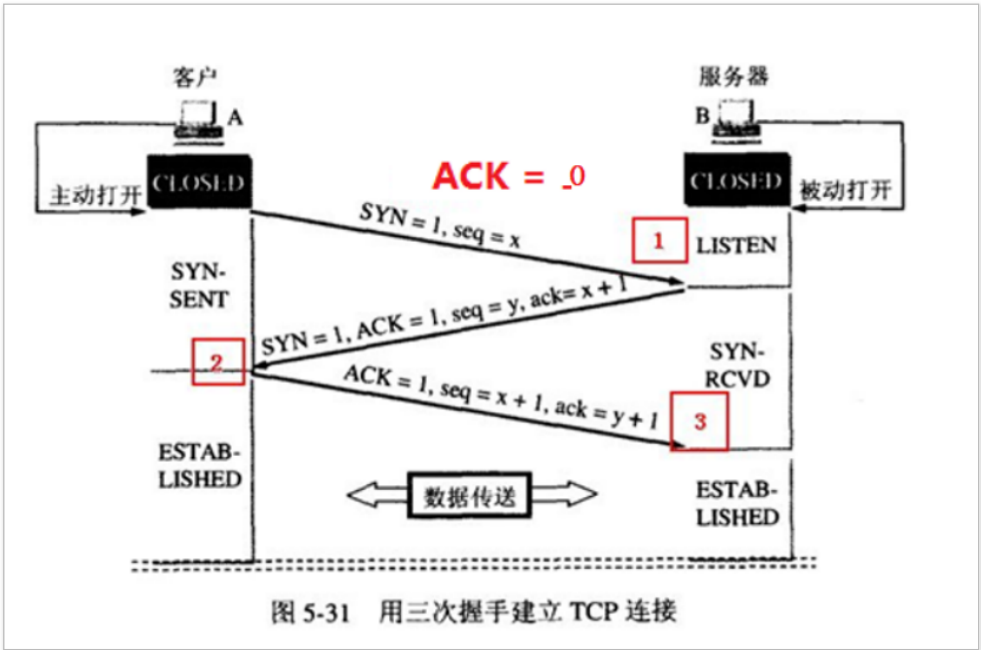 客户
服务器
A
B
CLOSED
CLOSED
主动打开
被动打开
ACK = _0
SYN = 1, seq = x
1
LISTEN
SYN-
SENT
SYN = 1, ACK = 1, seq = y, ack= x + 1
2
SYN-
RCVD
ACK = 1, seq = x + 1, ack = y + 1
3
ESTAB-
LISHED
数据传送
ESTAB-
LISHED
图 5-31 用三次握手建立 TCP 连接